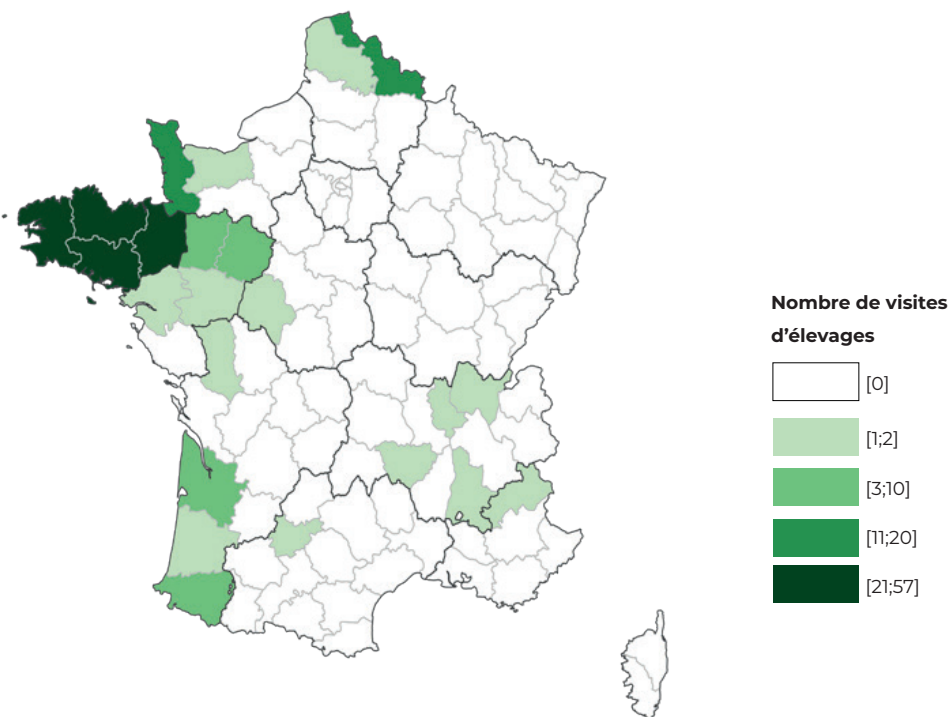 Nombre de visites
d’élevages
[0]
[1;2]
[3;10]
[11;20]
[21;57]